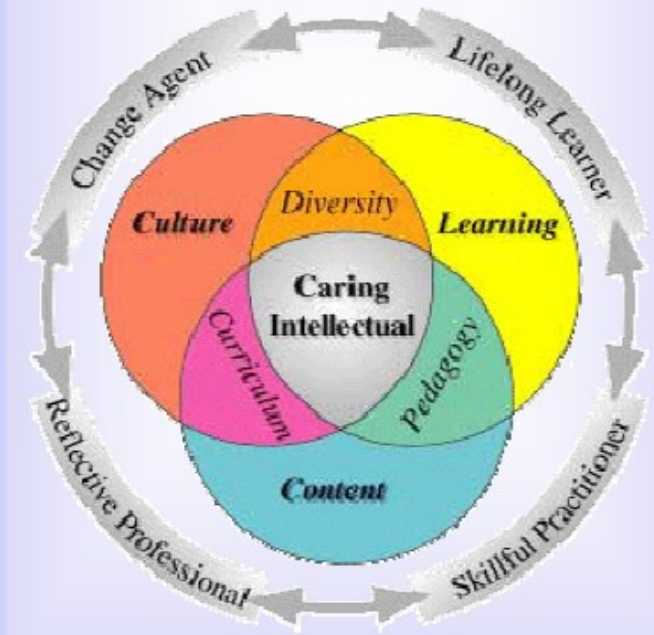 Change Agent
Lifelong Learner
Diversity
Culture
Learning
Caring
Intellectual
Curriculum
Pedagogy
Content
Reflective Professional
Skillful Practitioner